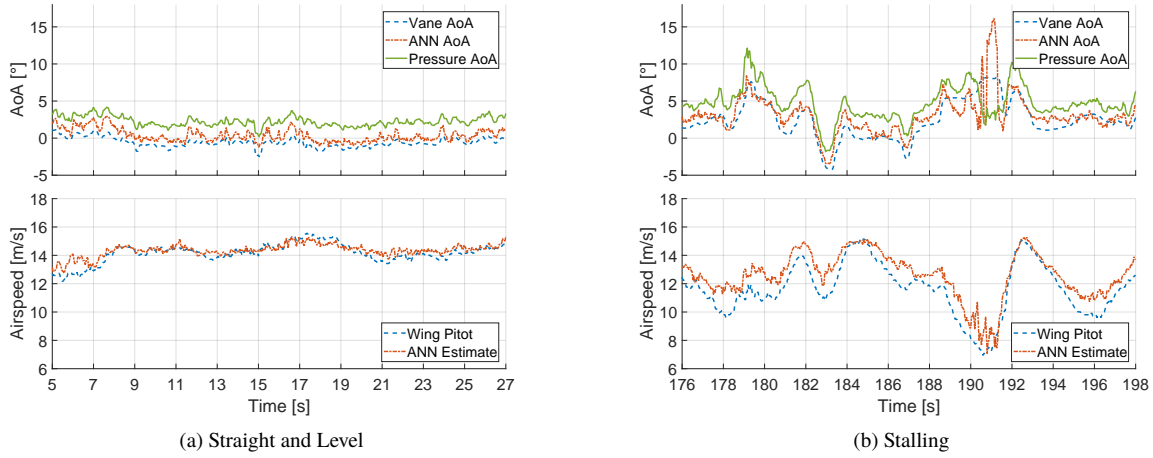 15
10
5
0
-5
AoA [°]
Vane AoA
ANN AoA
Pressure AoA
18
16
14
12
10
8
6
Airspeed [m/s]
Wing Pitot
ANN Estimate
5 7 9 11 13 15 17 19 21 23 25 27
Time [s]
(a) Straight and Level
15
10
5
0
-5
AoA [°]
Vane AoA
ANN AoA
Pressure AoA
18
16
14
12
10
8
6
Airspeed [m/s]
Wing Pitot
ANN Estimate
176 178 180 182 184 186 188 190 192 194 196 198
Time [s]
(b) Stalling